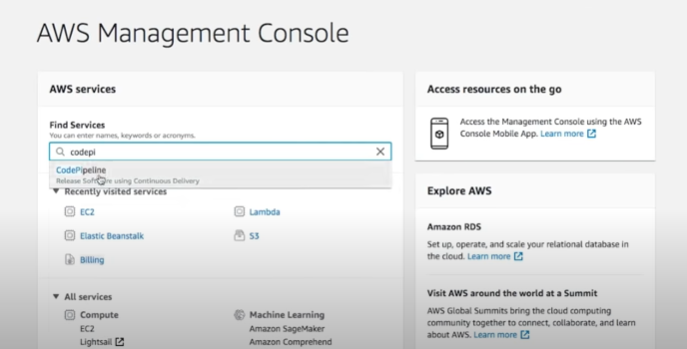 AWS Management Console
AWS services
Find Services
You can enter names, keywords or acronyms.
codepi
CodePipeline
Release Software using Continuous Delivery
Recently visited services
EC2
Lambda
Elastic Beanstalk
S3
Billing
All services
Compute
EC2
Lightsail
Machine Learning
Amazon SageMaker
Amazon Comprehend
Access resources on the go
Access the Management Console using the AWS
Console Mobile App. Learn more
Explore AWS
Amazon RDS
Set up, operate, and scale your relational database in
the cloud. Learn more
Visit AWS around the world at a Summit
AWS Global Summits bring the cloud computing
community together to connect, collaborate, and learn
about AWS. Learn more